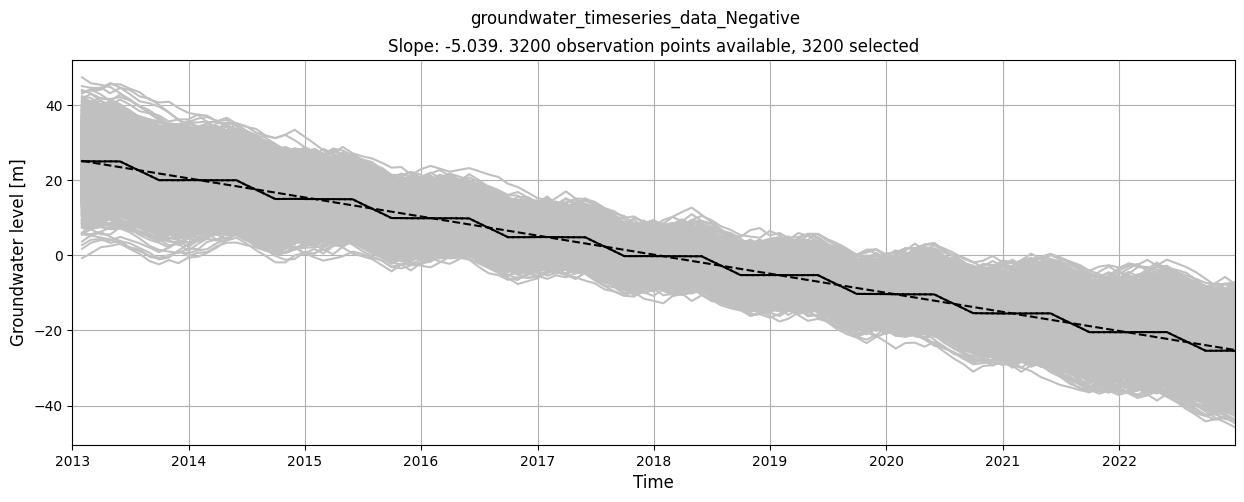 groundwater_timeseries_data_Negative
Slope: -5.039. 3200 observation points available, 3200 selected
Groundwater level [m]
40
20
0
−20
−40
2013 2014 2015 2016 2017 2018 2019 2020 2021 2022
Time